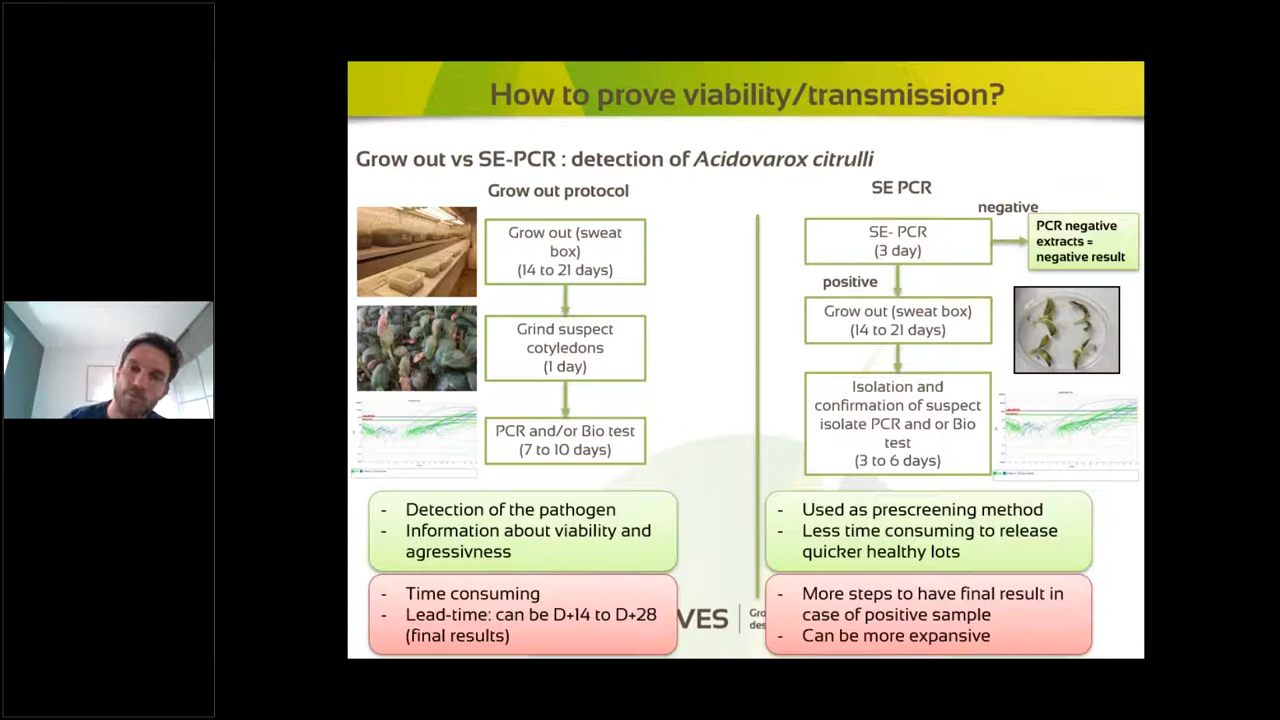 How to prove viability/transmission?
Grow out vs SE-PCR : detection of Acidovarox citrulli
Grow out protocol
Grow out (sweat
box)
(14 to 21 days)
Grind suspect
cotyledons
(1 day)
PCR and/or Bio test
(7 to 10 days)
- Detection of the pathogen
- Information about viability and
agressivness
- Time consuming
- Lead-time: can be D+14 to D+28
(final results)
SE PCR
negative
SE- PCR
(3 day)
PCR negative
extracts =
negative result
positive
Grow out (sweat box)
(14 to 21 days)
Isolation and
confirmation of suspect
isolate PCR and or Bio
test
(3 to 6 days)
- Used as prescreening method
- Less time consuming to release
quicker healthy lots
- More steps to have final result in
case of positive sample
- Can be more expansive
VES
Gro
des